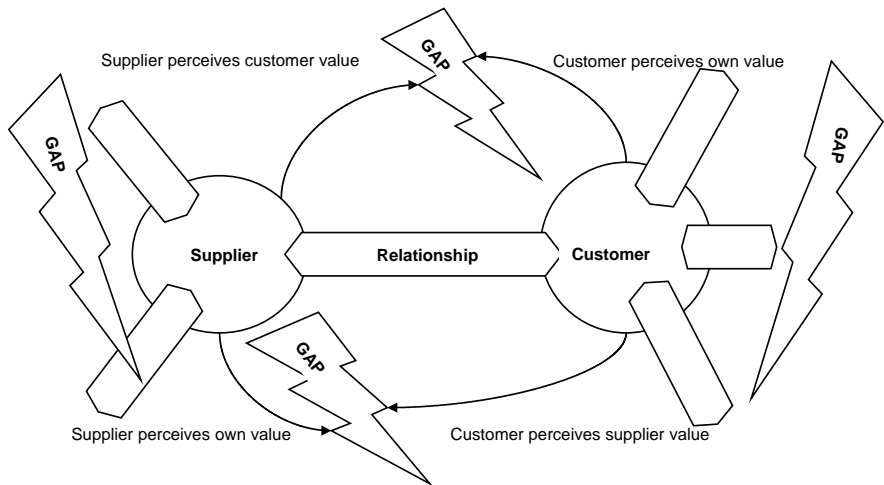 Supplier perceives customer value
GAP
Customer perceives own value
GAP
GAP
Supplier
Relationship
Customer
GAP
Supplier perceives own value
Customer perceives supplier value